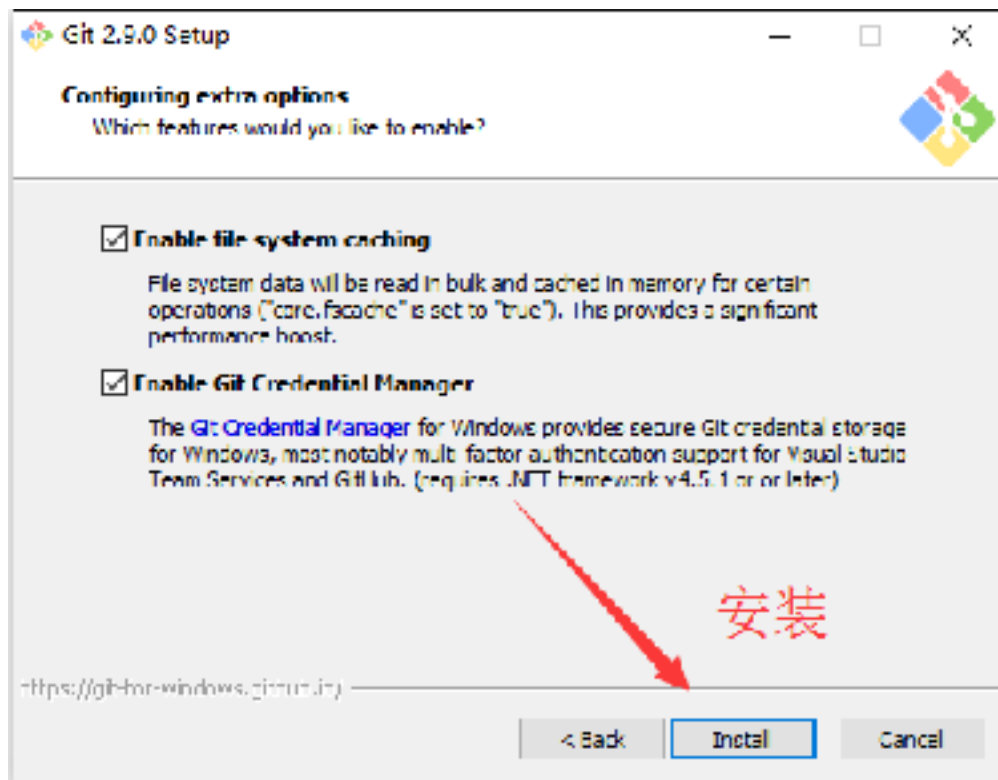 Git 2.9.0 Setup
Configuring extra options
Which features would you like to enable?
Enable file system caching
File system data will be read in bulk and cached in memory for certain
operations ("core.fscache" is set to "true"). This provides a significant
performance boost.
Enable Git Credential Manager
The Git Credential Manager for Windows provides secure Git credential storage
for Windows, most notably multi-factor authentication support for Visual Studio
Team Services and GitHub. (requires .NET framework v4.5.1 or or later)
安装
https://git-for-windows.github.io/
< Back
Install
Cancel